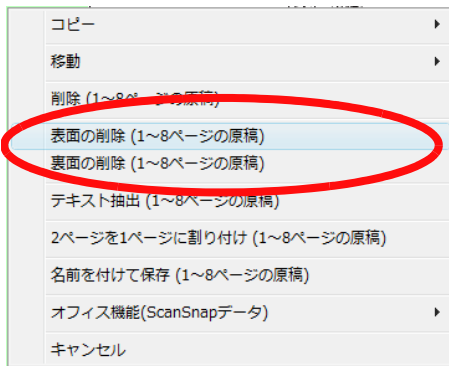 コピー
移動
削除 (1～8ページの原稿)
表面の削除 (1～8ページの原稿)
裏面の削除 (1～8ページの原稿)
テキスト抽出 (1～8ページの原稿)
2ページを1ページに割り付け (1～8ページの原稿)
名前を付けて保存 (1～8ページの原稿)
オフィス機能(ScanSnapデータ)
キャンセル